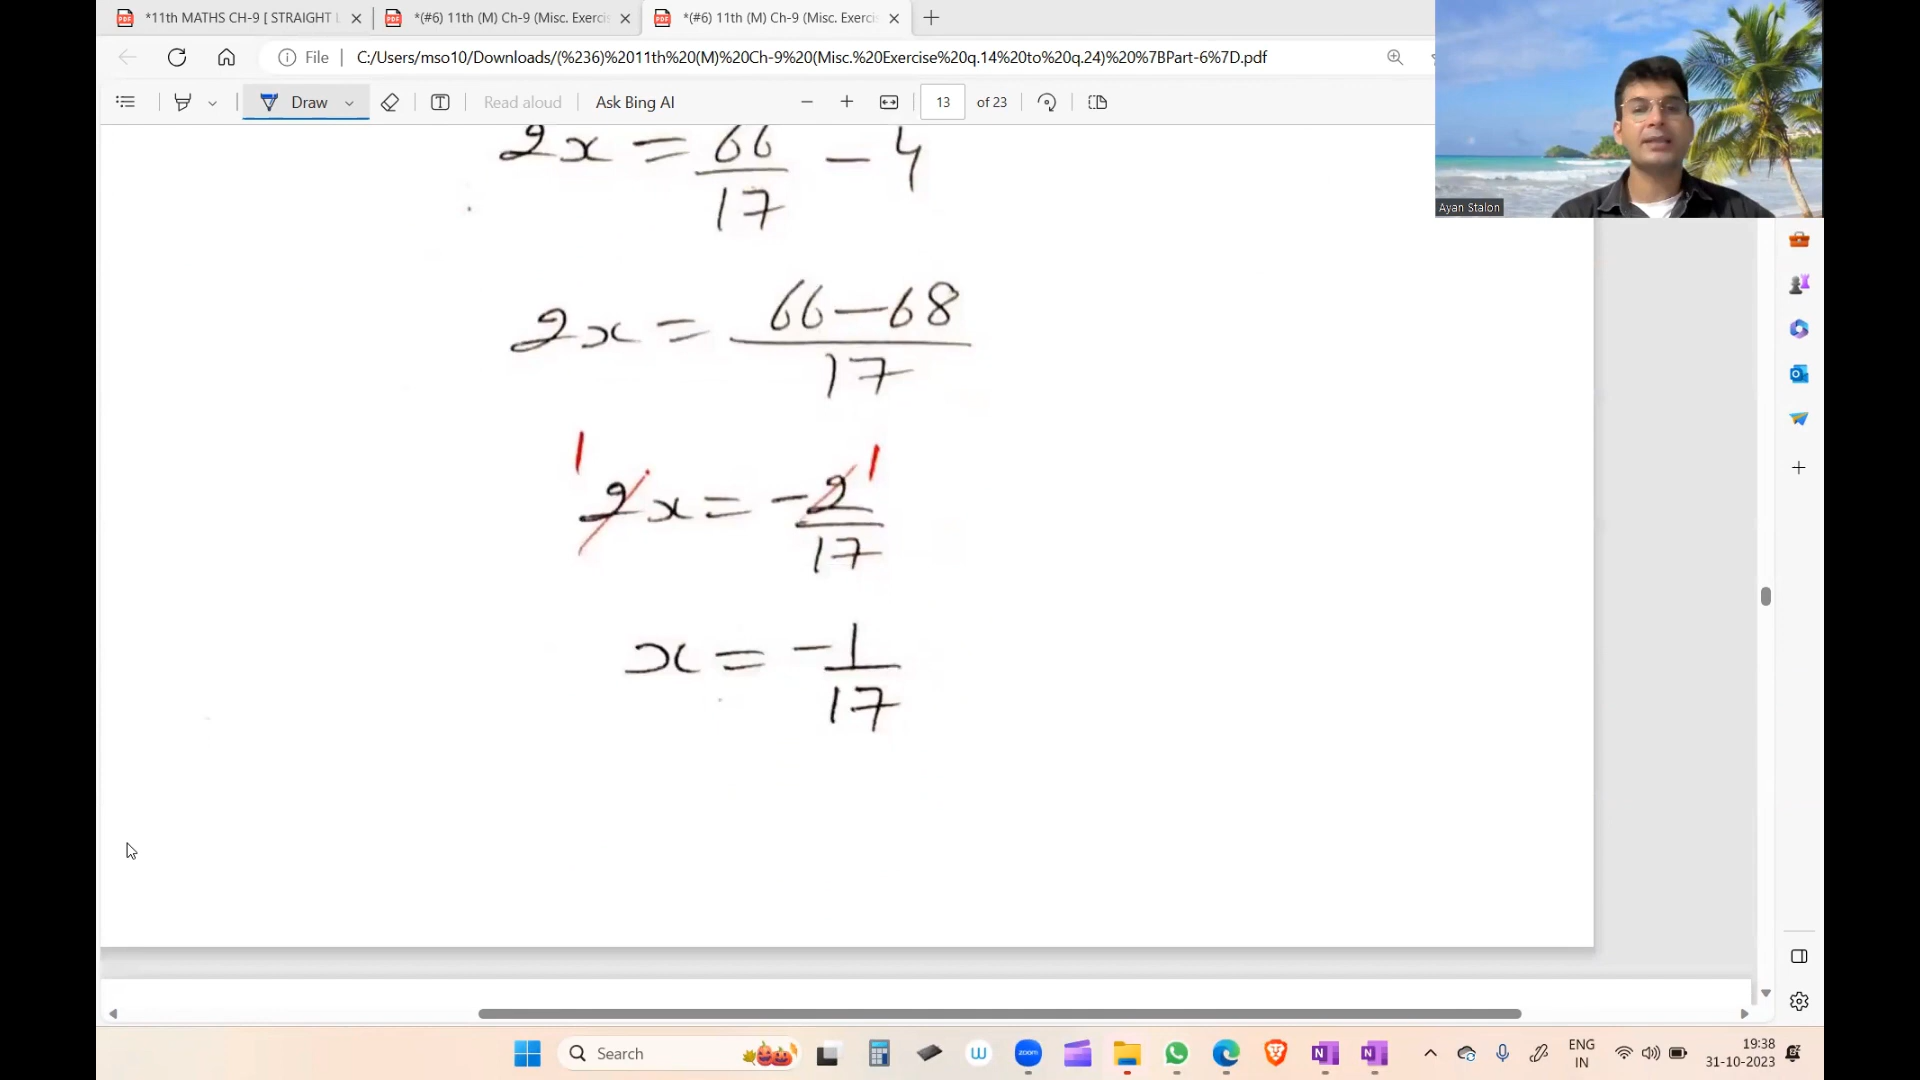 *11th MATHS CH-9 [ STRAIGHT L
*(#6) 11th (M) Ch-9 (Misc. Exerci
*(#6) 11th (M) Ch-9 (Misc. Exerci
File C:/Users/mso10/Downloads/(%236)%2011th%20(M)%20Ch-9%20(Misc.%20Exercise%20q.14%20to%20q.24)%20%7BPart-6%7D.pdf
Draw Read aloud Ask Bing AI 13 of 23
Ayan Stalon
2x = 66/17 - 4
2x = 66-68/17
1 2x = -2/17 1
x = -1/17
Search
zoom
ENG
IN
19:38
31-10-2023